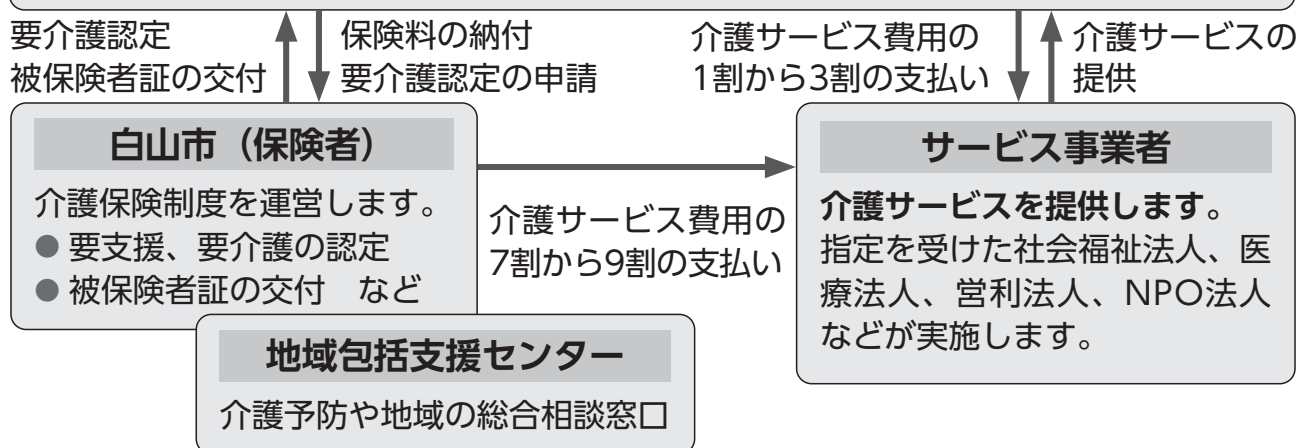 要介護認定
被保険者証の交付
保険料の納付
要介護認定の申請
介護サービス費用の
1割から3割の支払い
介護サービスの
提供
白山市（保険者）
介護保険制度を運営します。
● 要支援、要介護の認定
● 被保険者証の交付　など
介護サービス費用の
7割から9割の支払い
サービス事業者
介護サービスを提供します。
指定を受けた社会福祉法人、医
療法人、営利法人、NPO法人
などが実施します。
地域包括支援センター
介護予防や地域の総合相談窓口